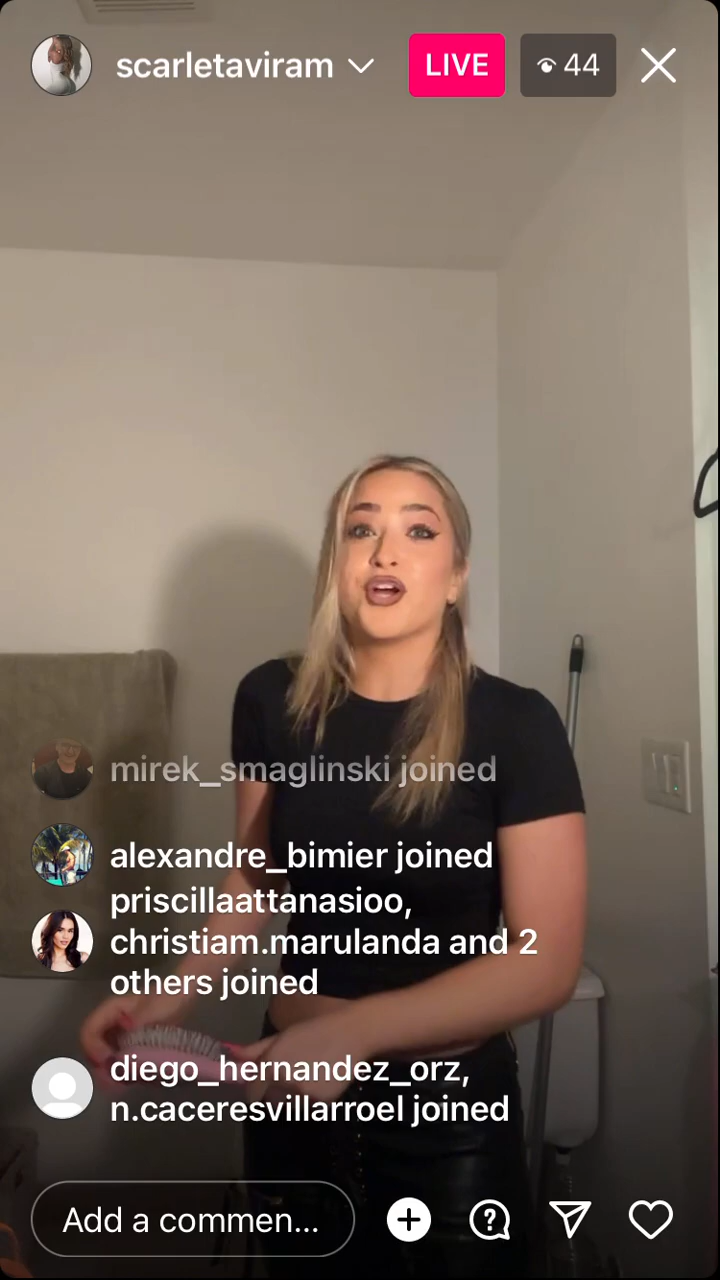 scarletaviram
LIVE
44
mirek_smaglinski joined
alexandre_bimier joined
priscillaattanasioo,
christiam.marulanda and 2
others joined
diego_hernandez_orz,
n.caceresvillarroel joined
Add a commen...